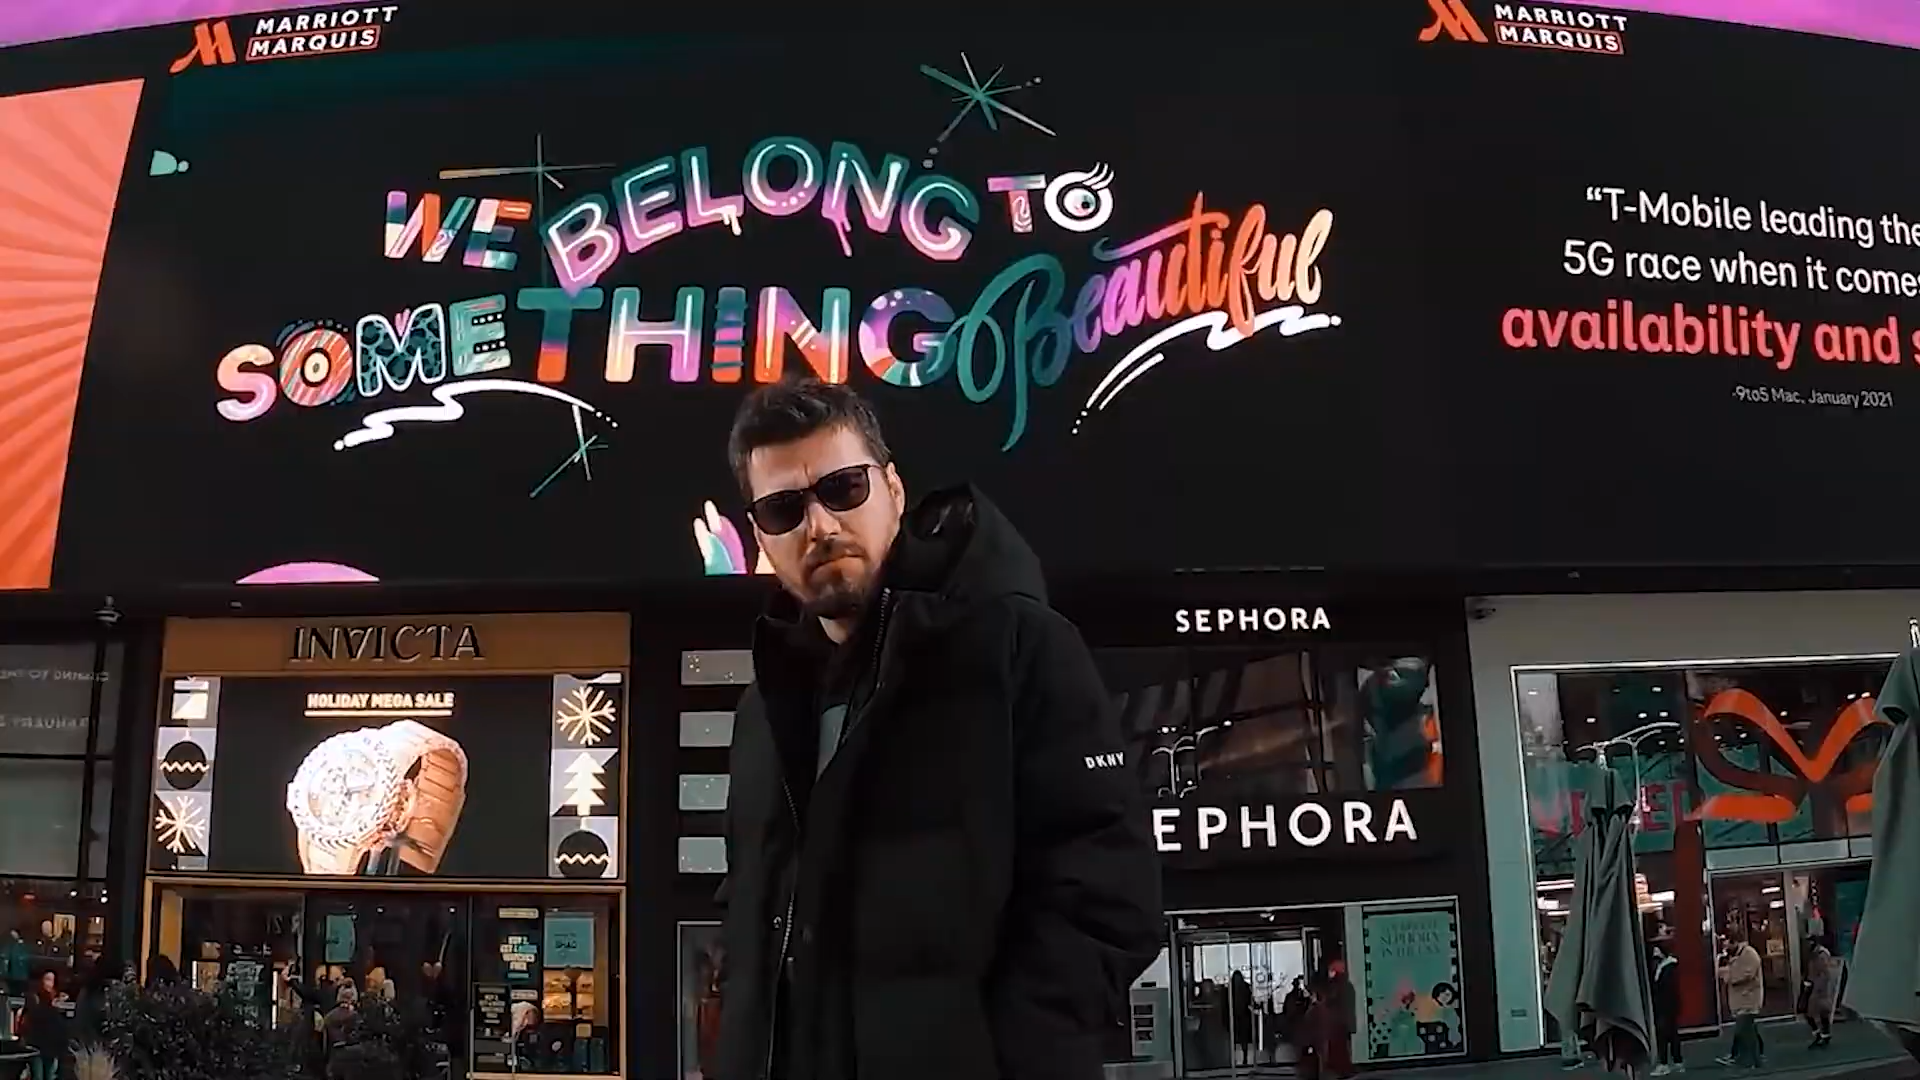 MARRIOTT
MARQUIS
MARRIOTT
MARQUIS
WE BELONG TO
SOMETHING Beautiful
“T-Mobile leading the
5G race when it comes
availability and s
-9to5 Mac, January 2021
INVICTA
HOLIDAY MEGA SALE
SEPHORA
DKNY
EPHORA
SEPHORA